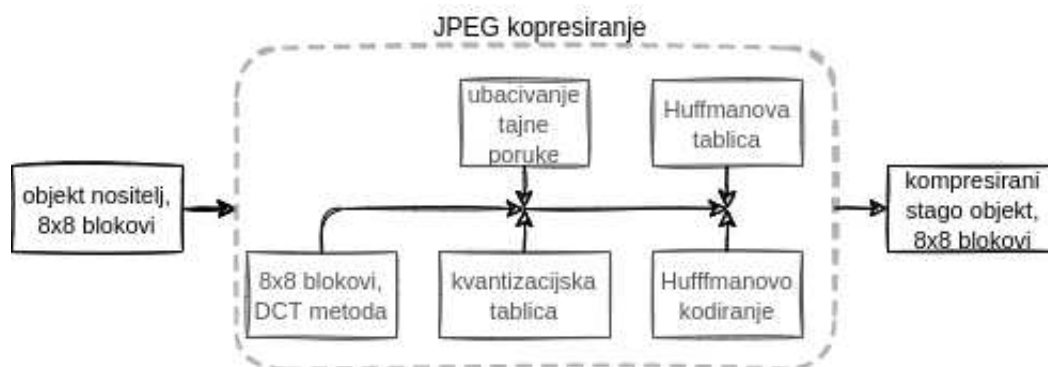 JPEG kopresiranje
ubacivanje
tajne
poruke
Huffmanova
tablica
objekt nositelj,
8x8 blokovi
kompresirani
stago objekt,
8x8 blokovi
8x8 blokovi,
DCT metoda
kvantizacijska
tablica
Hufffmanovo
kodiranje